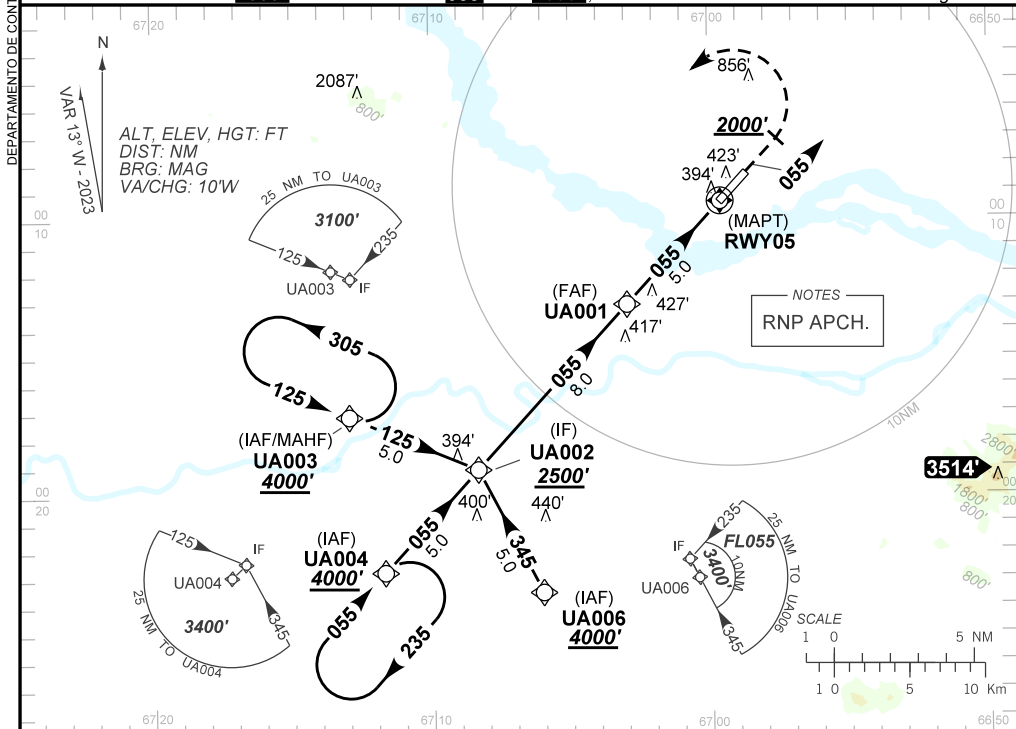 DEPARTAMENTO DE CONT
67 20
67 10
67 00
66 50
N
VAR 13° W - 2023
ALT, ELEV, HGT: FT
DIST: NM
BRG: MAG
VA/CHG: 10'W
2087'
800'
856'
2000'
423'
394'
055
(MAPT)
RWY05
00
10
00
10
25 NM TO UA003
3100'
125
235
UA003
IF
055
5.0
(FAF)
UA001
427'
417'
NOTES
RNP APCH.
305
125
055
8.0
10NM
(IAF/MAHF)
UA003
4000'
125
5.0
394'
(IF)
UA002
2500'
400'
440'
2800'
3514'
1800'
800'
00
20
00
20
125
IF
UA004
3400'
345
25 NM TO UA004
(IAF)
UA004
4000'
055
5.0
345
5.0
055
235
(IAF)
UA006
4000'
235
FL055
IF
10NM
3400'
UA006
345
25 NM TO UA006
800'
SCALE
1 0 5 NM
1 0 5 10 Km
67 20
67 10
67 00
66 50